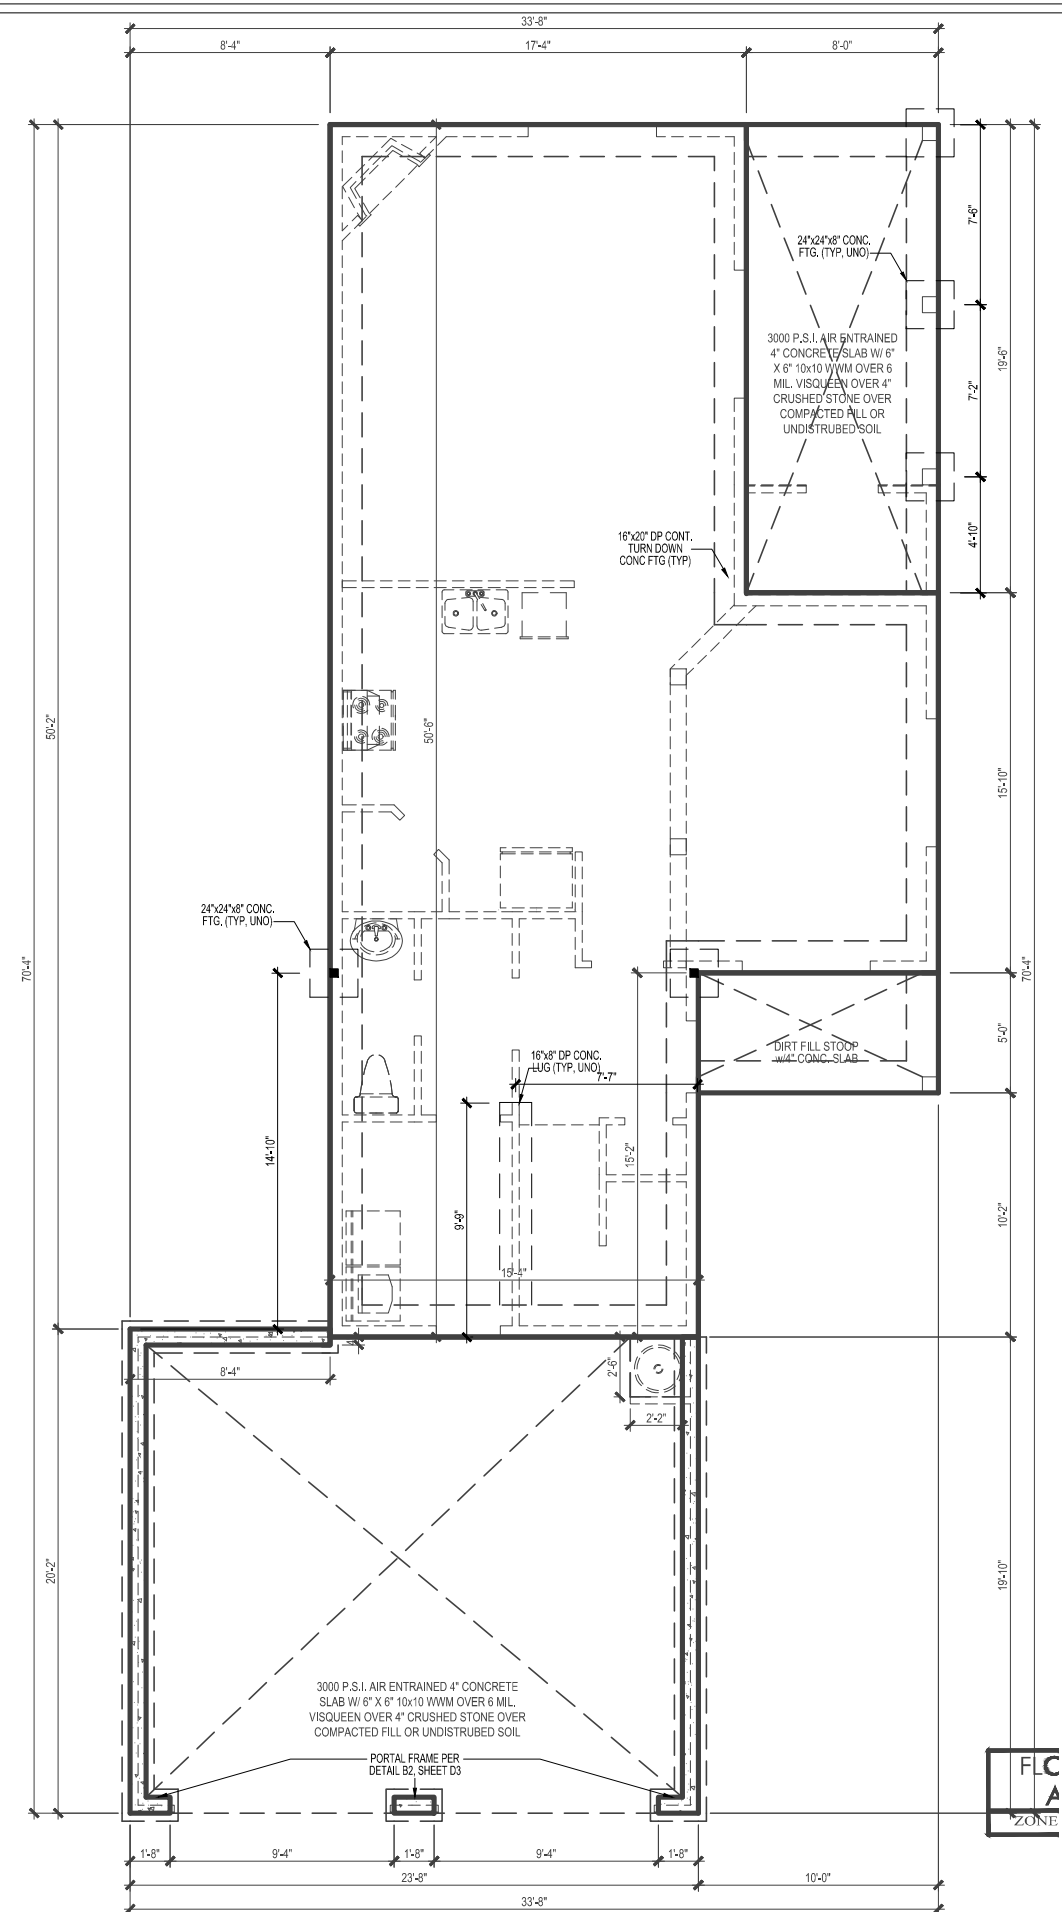 33'-8"
8'-4"
17'-4"
8'-0"
7'-6"
24"x24"x8" CONC.
FTG. (TYP, UNO)
3000 P.S.I. AIR ENTRAINED
4" CONCRETE SLAB W/ 6"
X 6" 10x10 WWM OVER 6
MIL. VISQUEEN OVER 4"
CRUSHED STONE OVER
COMPACTED FILL OR
UNDISTRUBED SOIL
19'-6"
7'-2"
16"x20" DP CONT.
TURN DOWN
CONC FTG (TYP)
4'-10"
50'-2"
50'-6"
15'-10"
24"x24"x8" CONC.
FTG. (TYP, UNO)
70'-4"
70'-4"
DIRT FILL STOOP
w/4" CONC. SLAB
5'-0"
16"x8" DP CONC.
LUG (TYP, UNO)
7'-7"
14'-10"
15'-2"
9'-9"
10'-2"
15'-4"
4"
8'-4"
2'-6"
2'-2"
20'-2"
19'-10"
3000 P.S.I. AIR ENTRAINED 4" CONCRETE
SLAB W/ 6" X 6" 10x10 WWM OVER 6 MIL.
VISQUEEN OVER 4" CRUSHED STONE OVER
COMPACTED FILL OR UNDISTRUBED SOIL
PORTAL FRAME PER
DETAIL B2, SHEET D3
FLO
A
ZONE
1'-8"
9'-4"
1'-8"
9'-4"
1'-8"
23'-8"
10'-0"
33'-8"